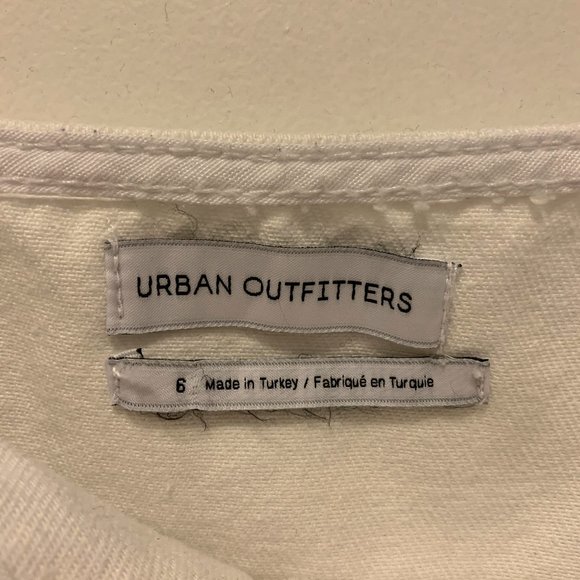 URBAN OUTFITTERS
6 Made in Turkey / Fabriqué en Turquie